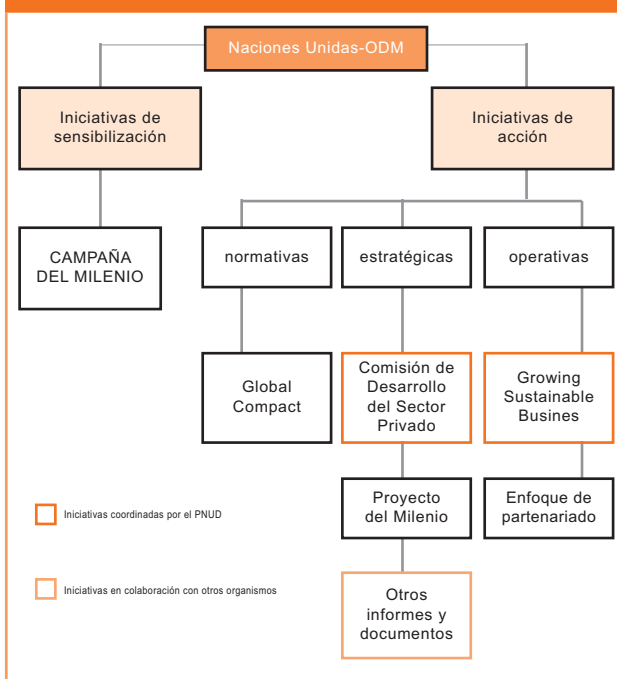 Naciones Unidas-ODM
Iniciativas de
sensibilización
Iniciativas de
acción
CAMPAÑA
DEL MILENIO
normativas
estratégicas
operativas
Global
Compact
Comisión de
Desarrollo
del Sector
Privado
Growing
Sustainable
Busines
Proyecto
del Milenio
Enfoque de
partenariado
Iniciativas coordinadas por el PNUD
Iniciativas en colaboración con otros organismos
Otros
informes y
documentos